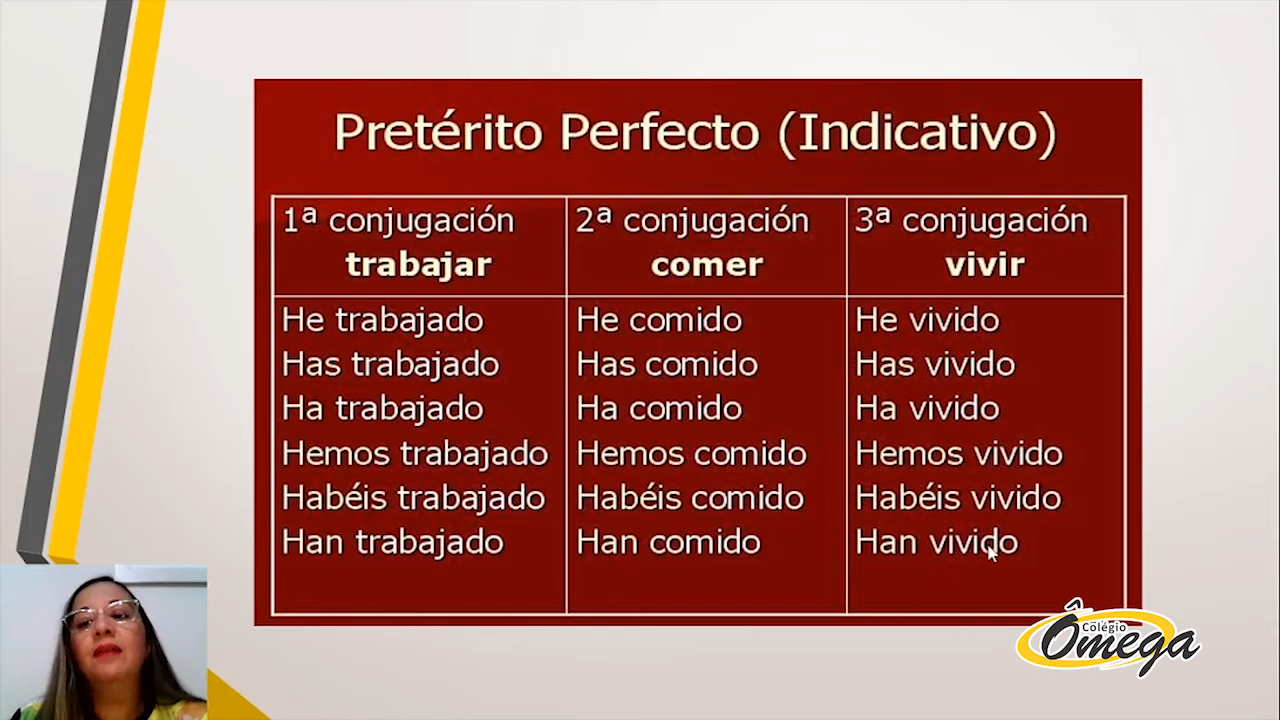 Pretérito Perfecto (Indicativo)
1ª conjugación
trabajar
2ª conjugación
comer
3ª conjugación
vivir
He trabajado
Has trabajado
Ha trabajado
Hemos trabajado
Habéis trabajado
Han trabajado
He comido
Has comido
Ha comido
Hemos comido
Habéis comido
Han comido
He vivido
Has vivido
Ha vivido
Hemos vivido
Habéis vivido
Han vivido
Colégio
Ômega